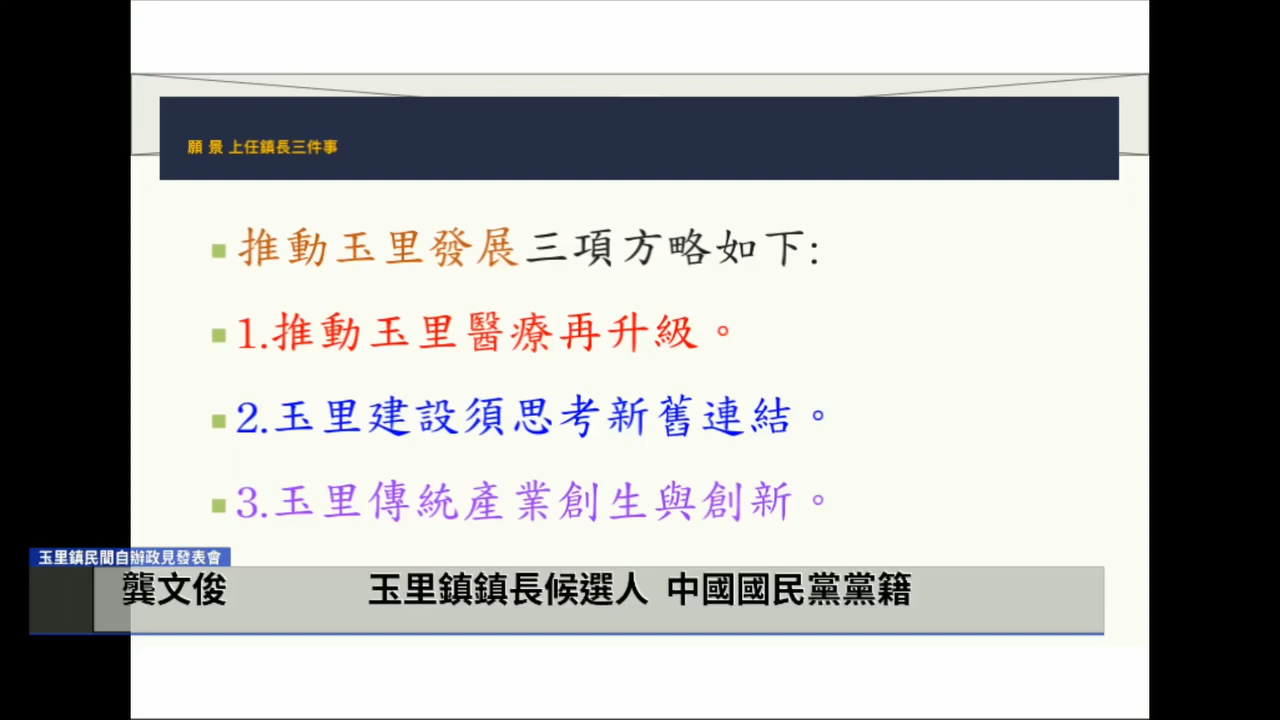 願 景 上任鎮長三件事
推動玉里發展三項方略如下:
1.推動玉里醫療再升級。
2.玉里建設須思考新舊連結。
3.玉里傳統產業創生與創新。
玉里鎮民間自辦政見發表會
龔文俊 玉里鎮鎮長候選人 中國國民黨黨籍